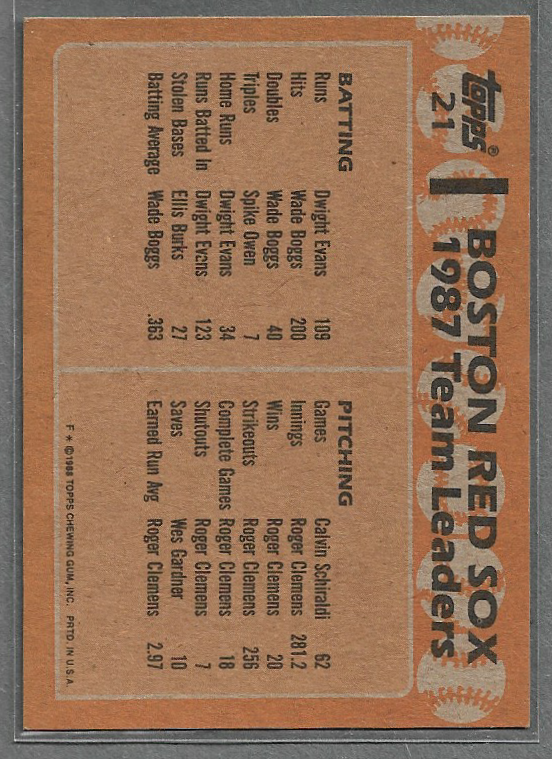 topps®
21
BOSTON RED SOX
1987 Team Leaders
BATTING
Runs Dwight Evans 109
Hits Wade Boggs 200
Doubles Wade Boggs 40
Triples Spike Owen 7
Home Runs Dwight Evans 34
Runs Batted In Dwight Evans 123
Stolen Bases Ellis Burks 27
Batting Average Wade Boggs .363
PITCHING
Games Calvin Schiraldi 62
Innings Roger Clemens 281.2
Wins Roger Clemens 20
Strikeouts Roger Clemens 256
Complete Games Roger Clemens 18
Shutouts Roger Clemens 7
Saves Wes Gardner 10
Earned Run Avg Roger Clemens 2.97
F * ©1988 TOPPS CHEWING GUM, INC. PRTD. IN U.S.A.